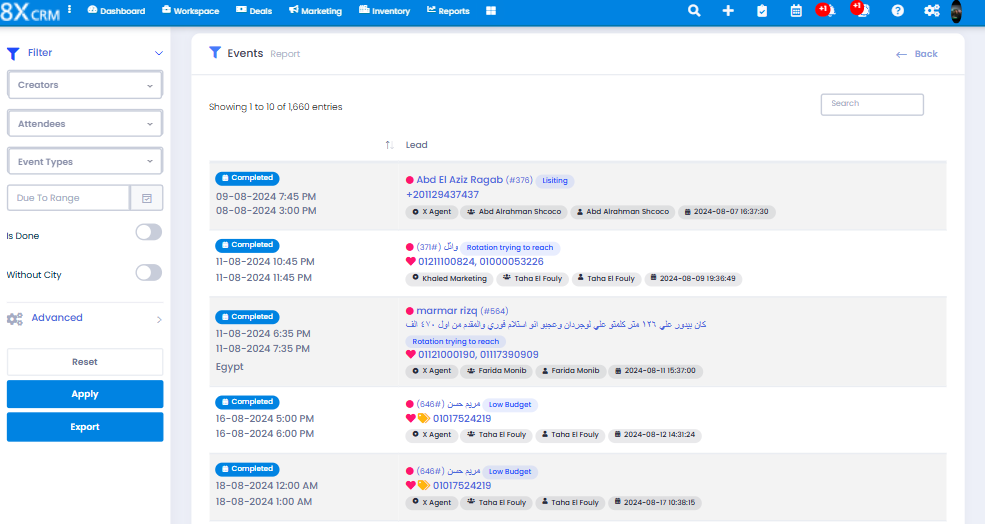 8X CRM
Dashboard Workspace Deals Marketing Inventory Reports
+1 +1
Filter
Creators
Attendees
Event Types
Due To Range
Is Done
Without City
Advanced
Reset
Apply
Export
Events Report
Back
Showing 1 to 10 of 1,660 entries
Search
Lead
Completed
09-08-2024 7:45 PM
08-08-2024 3:00 PM
Abd El Aziz Ragab (#376) Lisiting
+201129437437
X Agent Abd Alrahman Shcoco Abd Alrahman Shcoco 2024-08-07 16:37:30
Completed
11-08-2024 10:45 PM
11-08-2024 11:45 PM
وائل (#371) Rotation trying to reach
01211100824, 01000053226
Khaled Marketing Taha El Fouly Taha El Fouly 2024-08-09 19:36:49
Completed
11-08-2024 6:35 PM
11-08-2024 7:35 PM
Egypt
marmar rizq (#564)
كان بيدور علي ١٢٦ متر كلمتو علي لوجردان وعجبو انو استلام فوري والمقدم من اول ٤٧٠ الف
Rotation trying to reach
01121000190, 01117390909
X Agent Farida Monib Farida Monib 2024-08-11 15:37:00
Completed
16-08-2024 5:00 PM
16-08-2024 6:00 PM
مريد حسن (#646) Low Budget
01017524219
X Agent Taha El Fouly Taha El Fouly 2024-08-12 14:31:24
Completed
18-08-2024 12:00 AM
18-08-2024 1:00 AM
مريد حسن (#646) Low Budget
01017524219
X Agent Taha El Fouly Taha El Fouly 2024-08-17 10:38:15